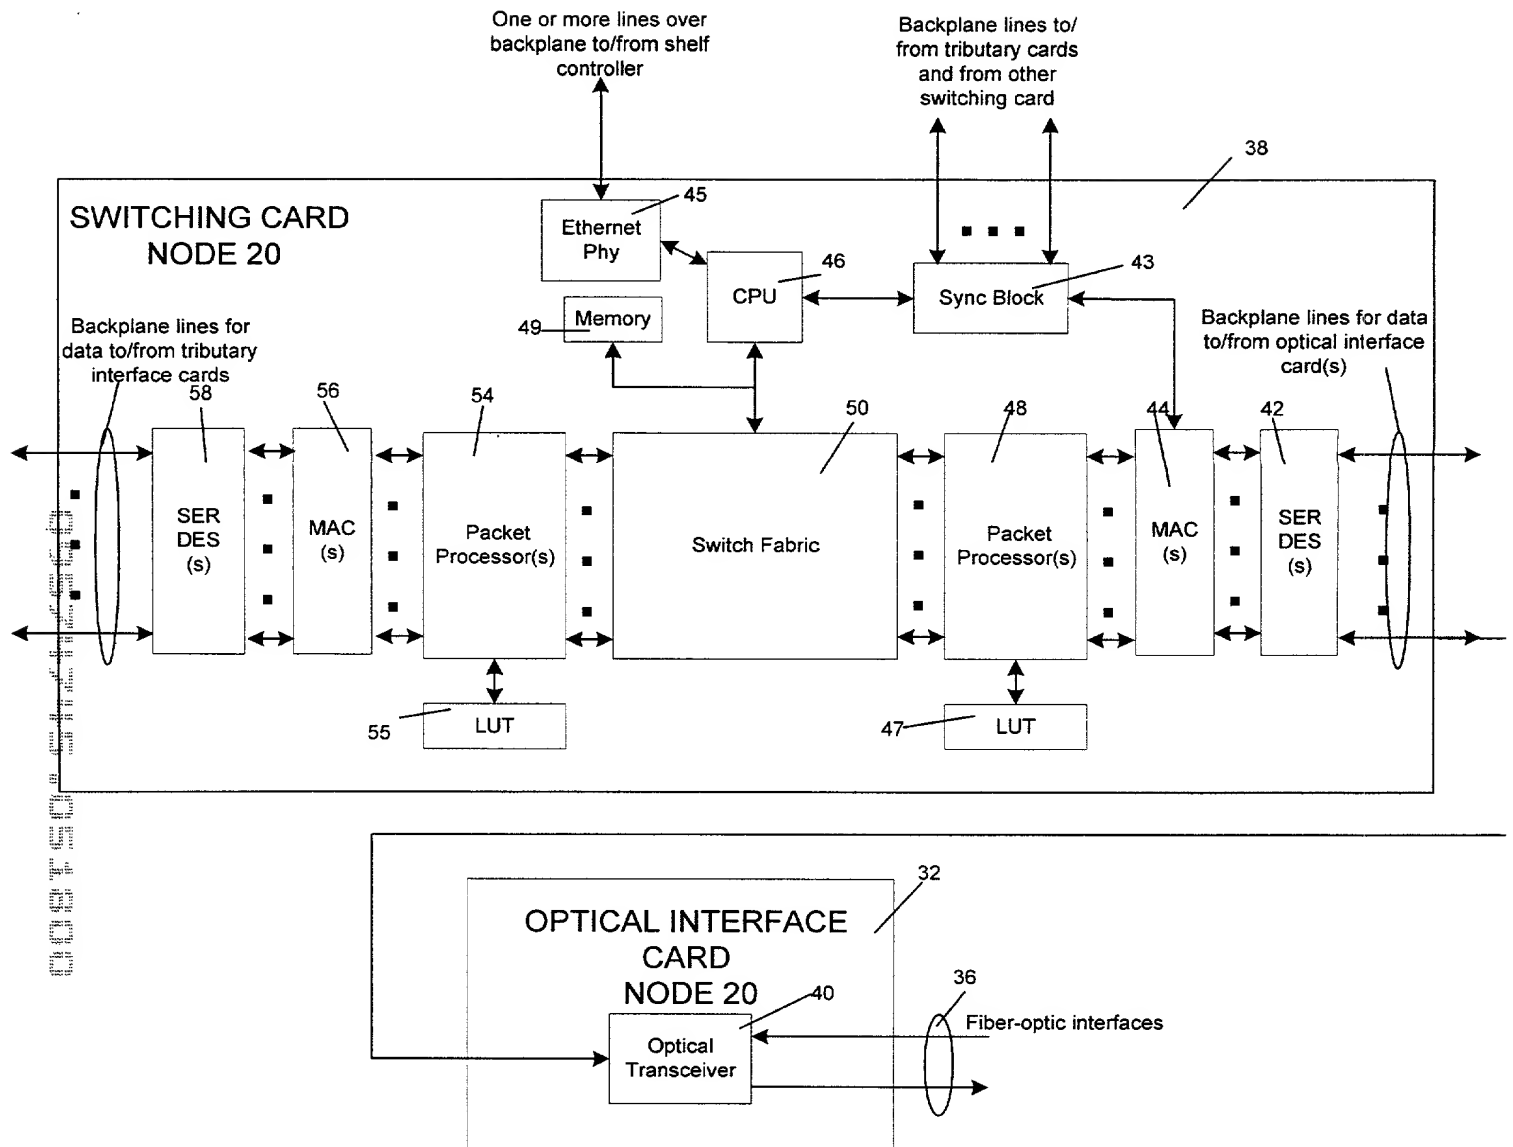 One or more lines over
backplane to/from shelf
controller
Backplane lines to/
from tributary cards
and from other
switching card
38
SWITCHING CARD
NODE 20
45
Ethernet
Phy
46
CPU
43
Sync Block
49
Memory
Backplane lines for
data to/from tributary
interface cards
Backplane lines for data
to/from optical interface
card(s)
58
56
54
50
48
44
42
SER
DES
(s)
MAC
(s)
Packet
Processor(s)
Switch Fabric
Packet
Processor(s)
MAC
(s)
SER
DES
(s)
55
LUT
47
LUT
32
OPTICAL INTERFACE
CARD
NODE 20
40
36
Optical
Transceiver
Fiber-optic interfaces